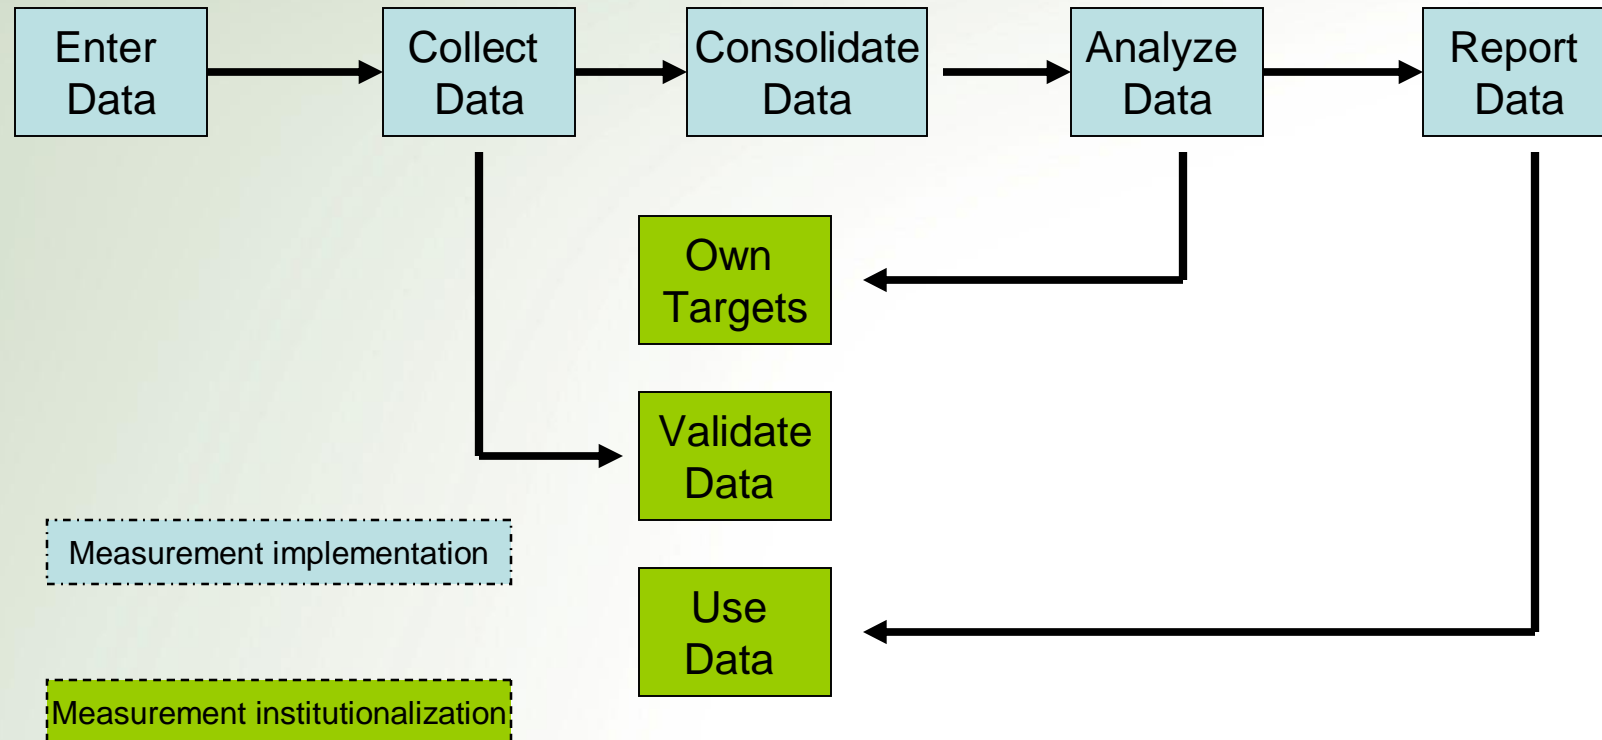 Enter
Data
Collect
Data
Consolidate
Data
Analyze
Data
Report
Data
Own
Targets
Validate
Data
Use
Data
Measurement implementation
Measurement institutionalization